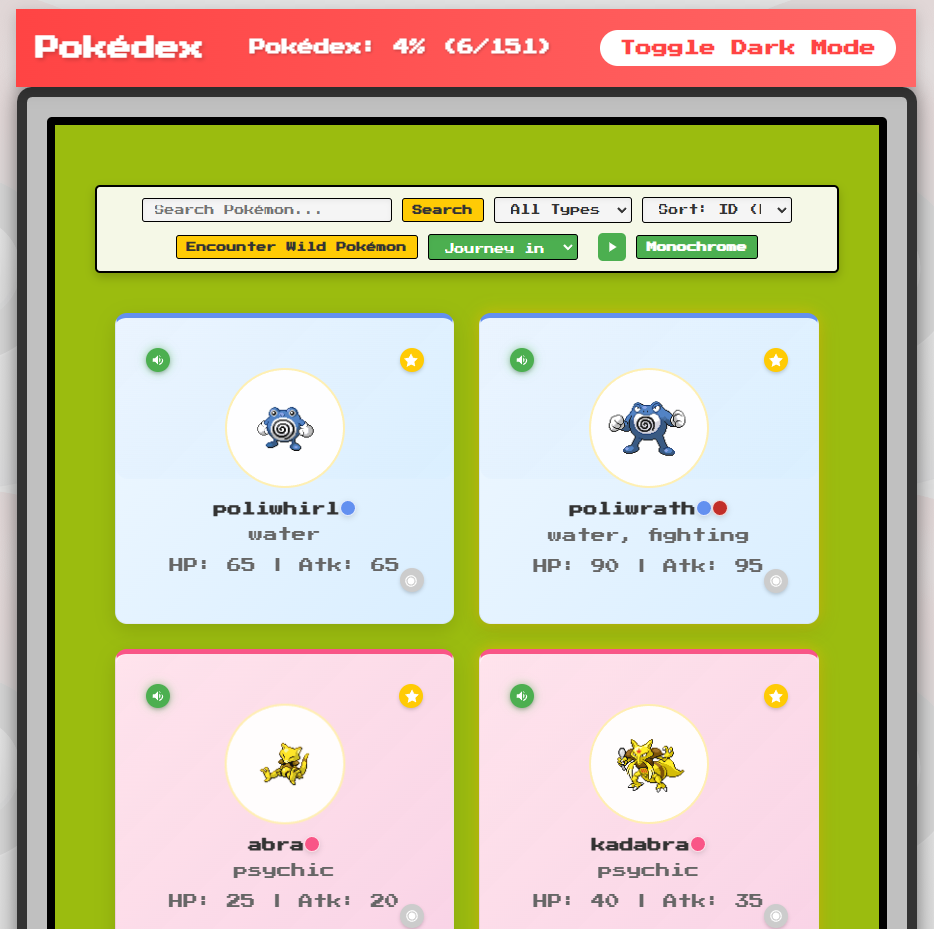 Pokédex
Pokédex: 4% (6/151)
Toggle Dark Mode
Search Pokémon...
Search
All Types
Sort: ID (
Encounter Wild Pokémon
Journey in
Monochrome
poliwhirl
water
HP: 65 | Atk: 65
poliwrath
water, fighting
HP: 90 | Atk: 95
abra
psychic
HP: 25 | Atk: 20
kadabra
psychic
HP: 40 | Atk: 35